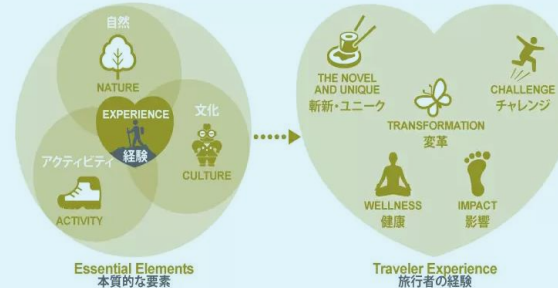 自然
NATURE
EXPERIENCE
経験
文化
CULTURE
アクティビティ
ACTIVITY
Essential Elements
本質的な要素
THE NOVEL
AND UNIQUE
斬新・ユニーク
CHALLENGE
チャレンジ
TRANSFORMATION
変革
WELLNESS
健康
IMPACT
影響
Traveler Experience
旅行者の経験